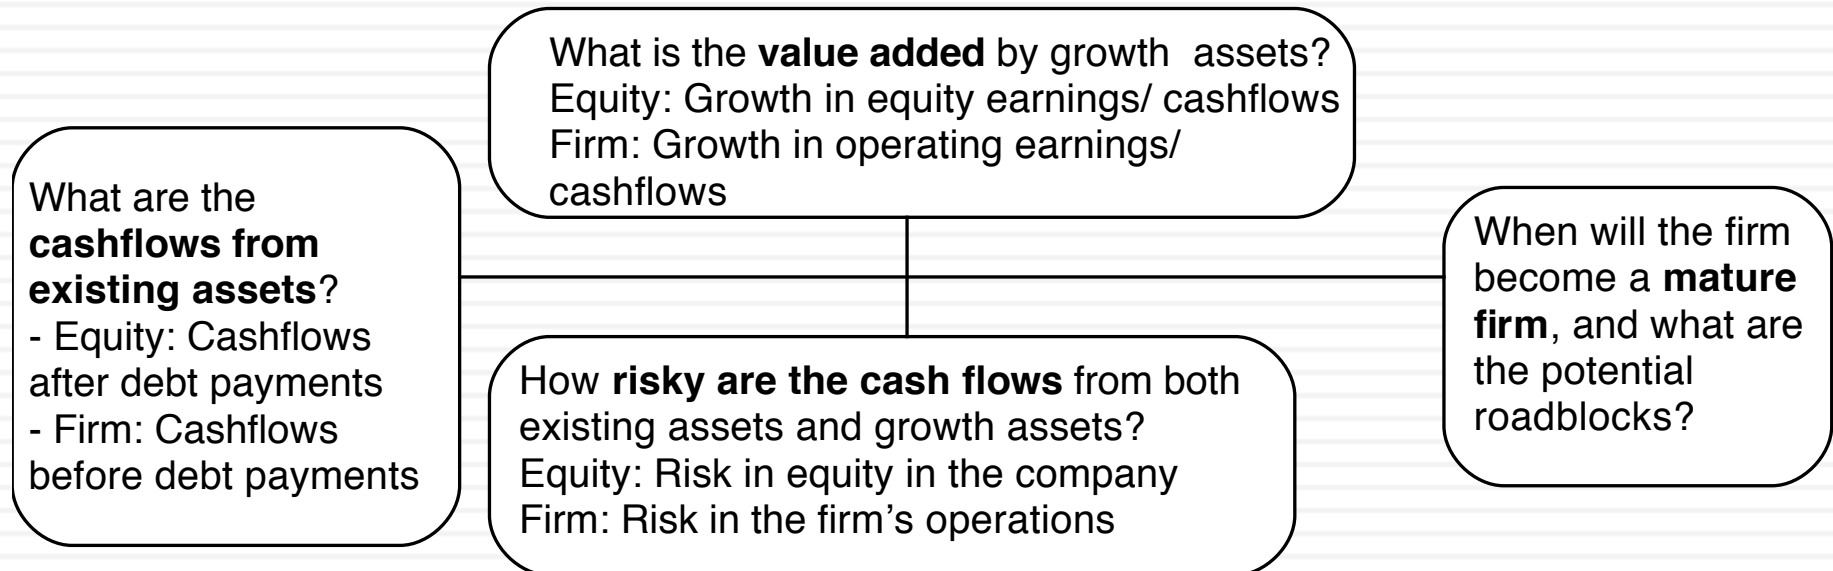 What is the value added by growth assets?
Equity: Growth in equity earnings/ cashflows
Firm: Growth in operating earnings/
cashflows
What are the
cashflows from
existing assets?
- Equity: Cashflows
after debt payments
- Firm: Cashflows
before debt payments
How risky are the cash flows from both
existing assets and growth assets?
Equity: Risk in equity in the company
Firm: Risk in the firm’s operations
When will the firm
become a mature
firm, and what are
the potential
roadblocks?